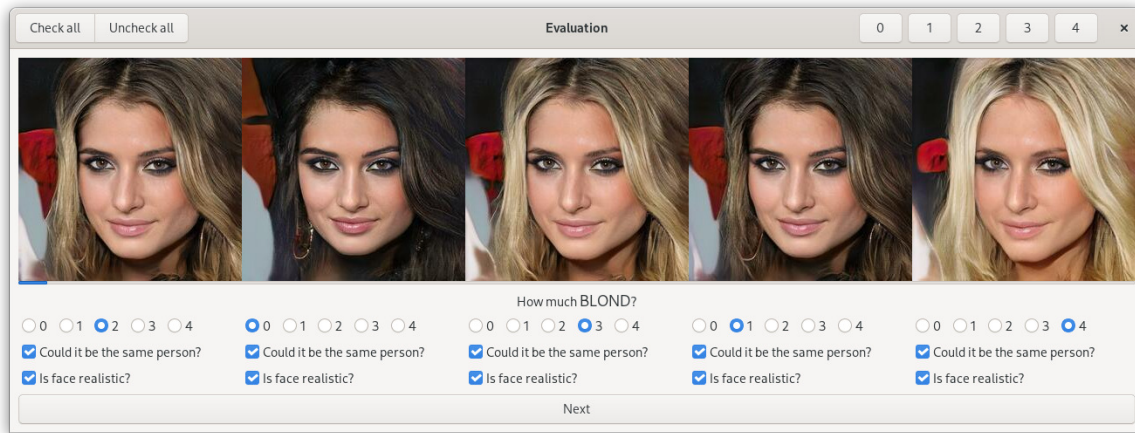 Check all Uncheck all Evaluation 0 1 2 3 4 ×
How much BLOND?
0 1 2 3 4 0 1 2 3 4 0 1 2 3 4 0 1 2 3 4 0 1 2 3 4
Could it be the same person? Could it be the same person? Could it be the same person? Could it be the same person? Could it be the same person?
Is face realistic? Is face realistic? Is face realistic? Is face realistic? Is face realistic?
Next